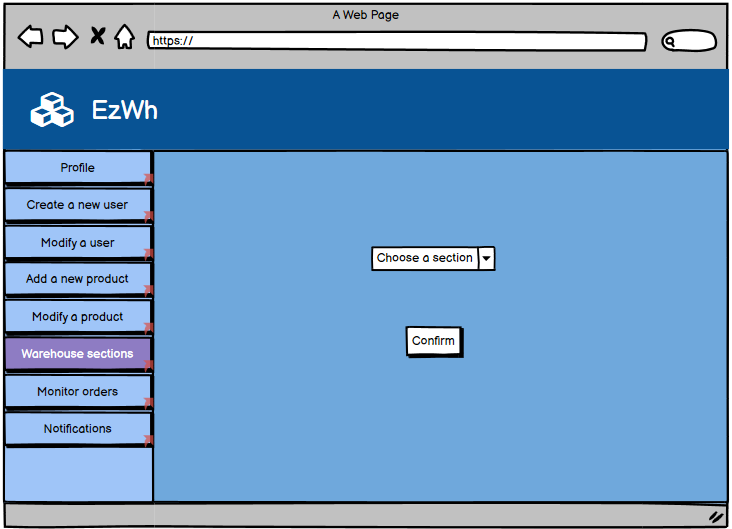 A Web Page
https://
EzWh
Profile
Create a new user
Modify a user
Add a new product
Modify a product
Warehouse sections
Monitor orders
Notifications
Choose a section
Confirm